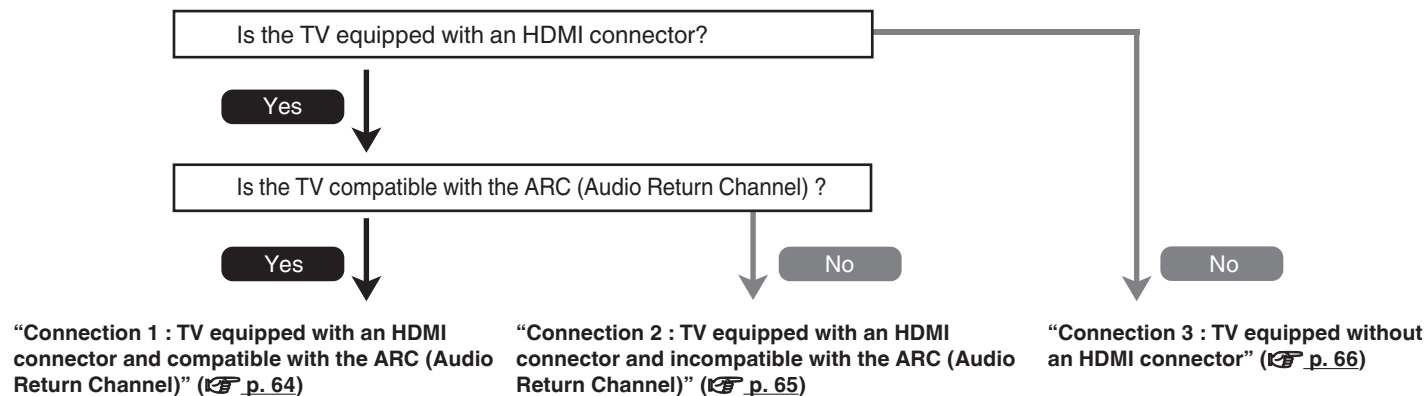 Is the TV equipped with an HDMI connector?
Yes
Is the TV compatible with the ARC (Audio Return Channel) ?
Yes
No
No
“Connection 1 : TV equipped with an HDMI
connector and compatible with the ARC (Audio
Return Channel)” (☞ p. 64)
“Connection 2 : TV equipped with an HDMI
connector and incompatible with the ARC (Audio
Return Channel)” (☞ p. 65)
“Connection 3 : TV equipped without
an HDMI connector” (☞ p. 66)